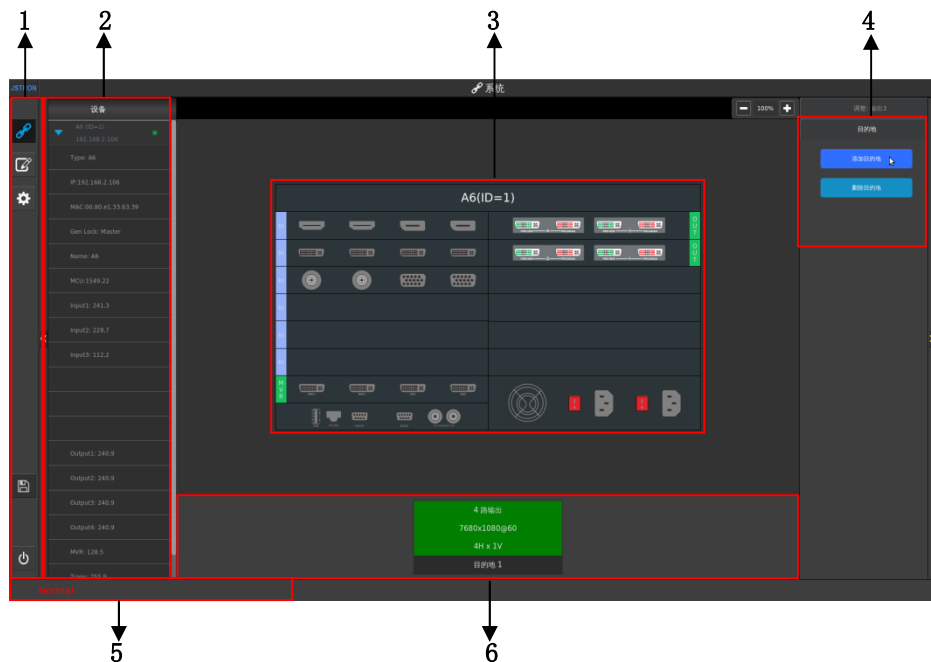 1
2
3
4
JSTRON
系统
设备
100%
A6 (ID=1)
192.168.2.106
Type: A6
IP:192.168.2.106
MAC:00.80.e1.33.63.39
Gen Lock: Master
Name: A6
MCU:1549.22
Input1: 241.3
Input2: 228.7
Input3: 112.2
Output1: 240.9
Output2: 240.9
Output3: 240.9
Output4: 240.9
MVR: 128.5
Trans: 255.9
A6(ID=1)
OUT
OUT
MVR
目的地
添加目的地
删除目的地
4 路输出
7680x1080@60
4H x 1V
目的地 1
Normal
5
6